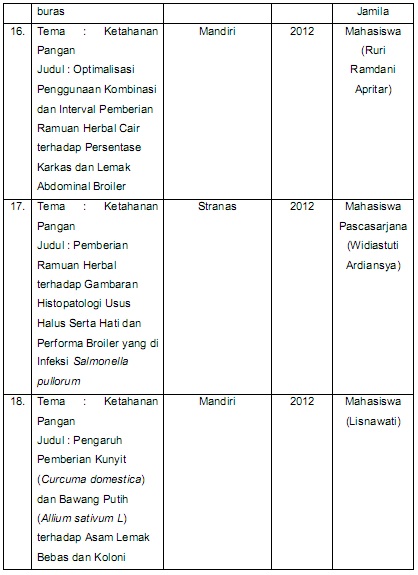 buras Jamila
16. Tema : Ketahanan Mandiri 2012 Mahasiswa
Pangan (Ruri
Judul : Optimalisasi Ramdani
Penggunaan Kombinasi Apritar)
dan Interval Pemberian
Ramuan Herbal Cair
terhadap Persentase
Karkas dan Lemak
Abdominal Broiler
17. Tema : Ketahanan Stranas 2012 Mahasiswa
Pangan Pascasarjana
Judul : Pemberian (Widiastuti
Ramuan Herbal Ardiansya)
terhadap Gambaran
Histopatologi Usus
Halus Serta Hati dan
Performa Broiler yang di
Infeksi Salmonella
pullorum
18. Tema : Ketahanan Mandiri 2012 Mahasiswa
Pangan (Lisnawati)
Judul : Pengaruh
Pemberian Kunyit
(Curcuma domestica)
dan Bawang Putih
(Allium sativum L)
terhadap Asam Lemak
Bebas dan Koloni